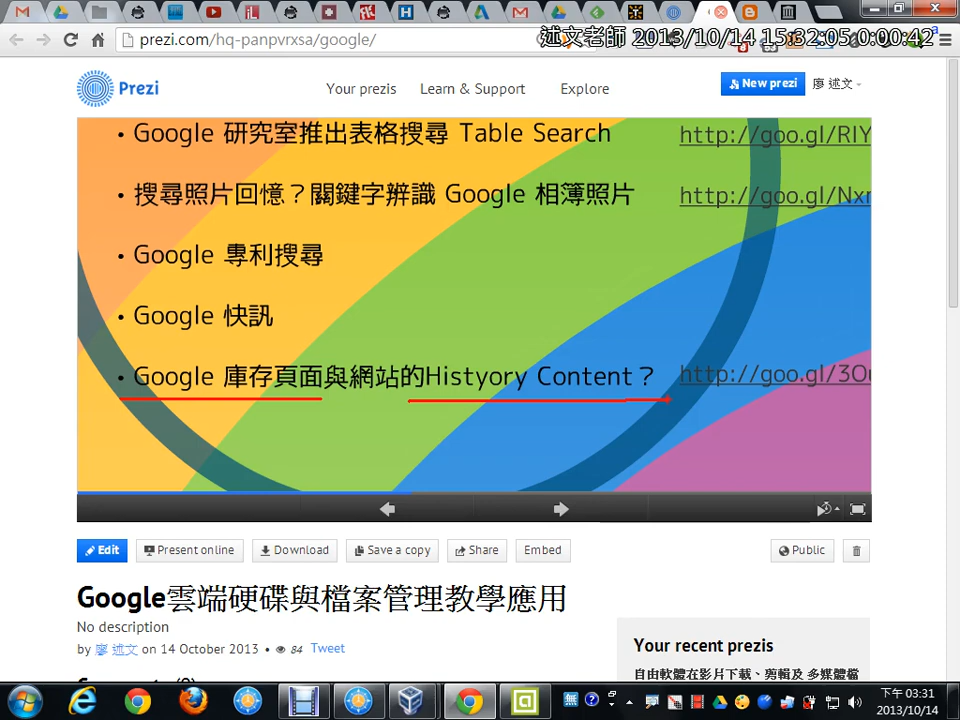 prezi.com/hq-panpvrxsa/google/
述文老師 2013/10/14 15:32:05 0:00:42
Prezi
Your prezis Learn & Support Explore
New prezi 廖 述文
• Google 研究室推出表格搜尋 Table Search http://goo.gl/RIY
• 搜尋照片回憶？關鍵字辨識 Google 相簿照片 http://goo.gl/Nxr
• Google 專利搜尋
• Google 快訊
• Google 庫存頁面與網站的Histyory Content？ http://goo.gl/3O
Edit Present online Download Save a copy Share Embed Public
Google雲端硬碟與檔案管理教學應用
No description
by 廖 述文 on 14 October 2013 • 84 Tweet
Your recent prezis
自由軟體在影片下載、剪輯及 多媒體檔
下午 03:31
2013/10/14